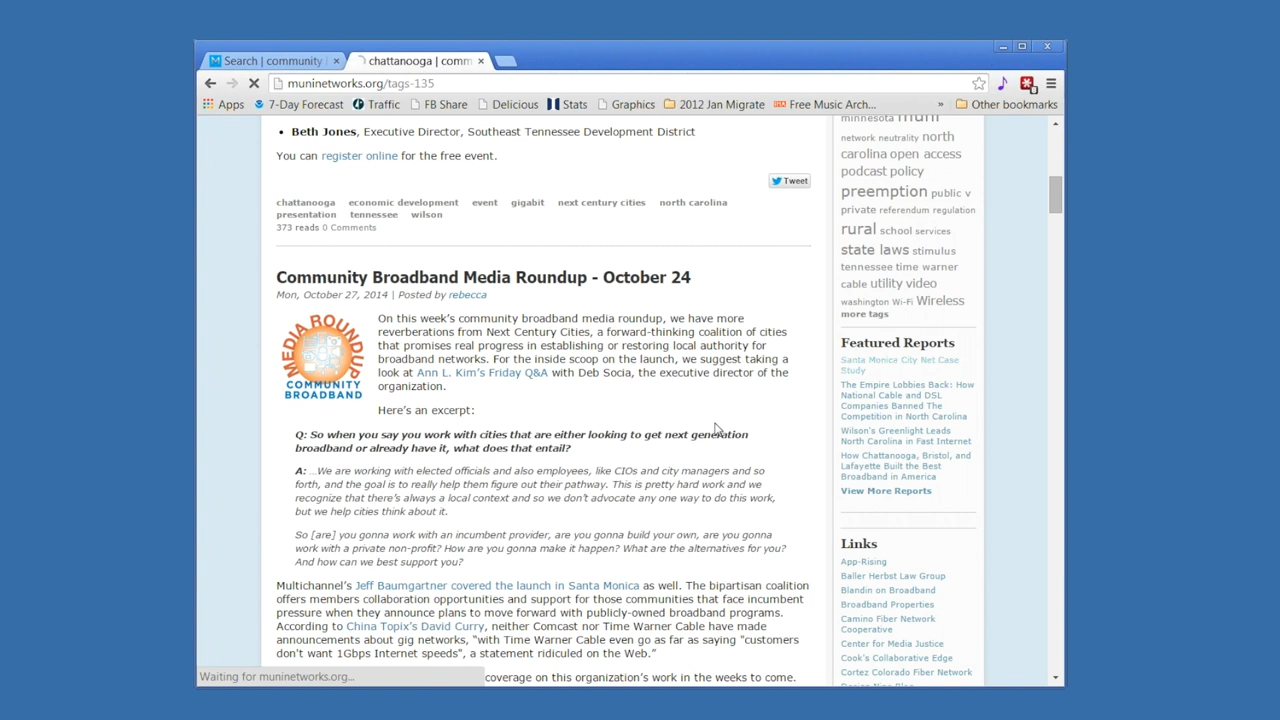 Search | community
chattanooga | comm
muninetworks.org/tags-135
Apps 7-Day Forecast Traffic FB Share Delicious Stats Graphics 2012 Jan Migrate Free Music Arch... » Other bookmarks
Beth Jones, Executive Director, Southeast Tennessee Development District
You can register online for the free event.
Tweet
chattanooga economic development event gigabit next century cities north carolina
presentation tennessee wilson
373 reads 0 Comments
Community Broadband Media Roundup - October 24
Mon, October 27, 2014 | Posted by rebecca
MEDIA ROUNDUP
COMMUNITY
BROADBAND
On this week's community broadband media roundup, we have more
reverberations from Next Century Cities, a forward-thinking coalition of cities
that promises real progress in establishing or restoring local authority for
broadband networks. For the inside scoop on the launch, we suggest taking a
look at Ann L. Kim's Friday Q&A with Deb Socia, the executive director of the
organization.
Here's an excerpt:
Q: So when you say you work with cities that are either looking to get next generation
broadband or already have it, what does that entail?
A: ...We are working with elected officials and also employees, like CIOs and city managers and so
forth, and the goal is to really help them figure out their pathway. This is pretty hard work and we
recognize that there's always a local context and so we don't advocate any one way to do this work,
but we help cities think about it.
So [are] you gonna work with an incumbent provider, are you gonna build your own, are you gonna
work with a private non-profit? How are you gonna make it happen? What are the alternatives for you?
And how can we best support you?
Multichannel's Jeff Baumgartner covered the launch in Santa Monica as well. The bipartisan coalition
offers members collaboration opportunities and support for those communities that face incumbent
pressure when they announce plans to move forward with publicly-owned broadband programs.
According to China Topix's David Curry, neither Comcast nor Time Warner Cable have made
announcements about gig networks, "with Time Warner Cable even go as far as saying "customers
don't want 1Gbps Internet speeds", a statement ridiculed on the Web."
coverage on this organization's work in the weeks to come.
Waiting for muninetworks.org...
minnesota muni
network neutrality north
carolina open access
podcast policy
preemption public v
private referendum regulation
rural school services
state laws stimulus
tennessee time warner
cable utility video
washington Wi-Fi Wireless
more tags
Featured Reports
Santa Monica City Net Case
Study
The Empire Lobbies Back: How
National Cable and DSL
Companies Banned The
Competition in North Carolina
Wilson's Greenlight Leads
North Carolina in Fast Internet
How Chattanooga, Bristol, and
Lafayette Built the Best
Broadband in America
View More Reports
Links
App-Rising
Baller Herbst Law Group
Blandin on Broadband
Broadband Properties
Camino Fiber Network
Cooperative
Center for Media Justice
Cook's Collaborative Edge
Cortez Colorado Fiber Network